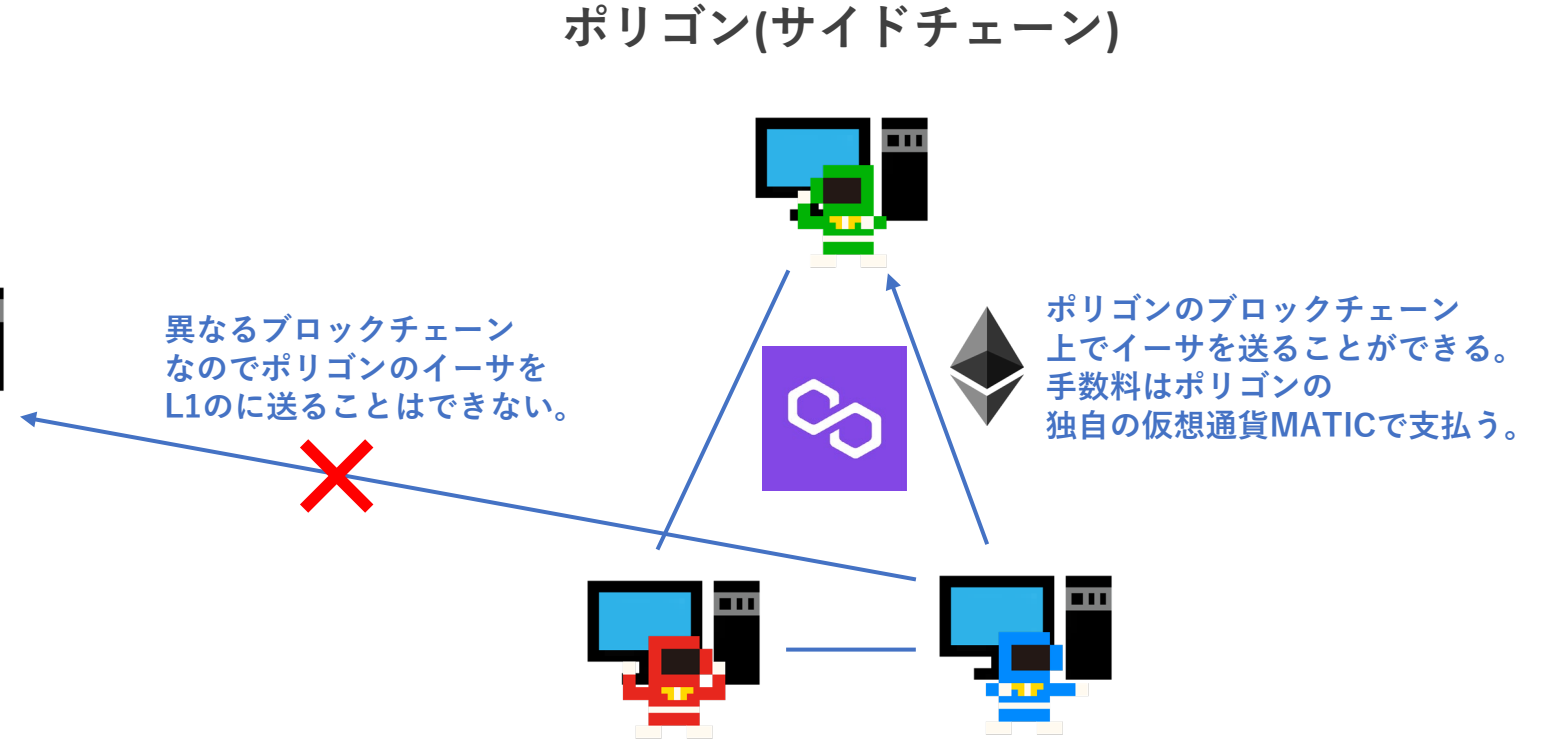 ポリゴン(サイドチェーン)
異なるブロックチェーン
なのでポリゴンのイーサを
L1のに送ることはできない。
ポリゴンのブロックチェーン
上でイーサを送ることができる。
手数料はポリゴンの
独自の仮想通貨MATICで支払う。